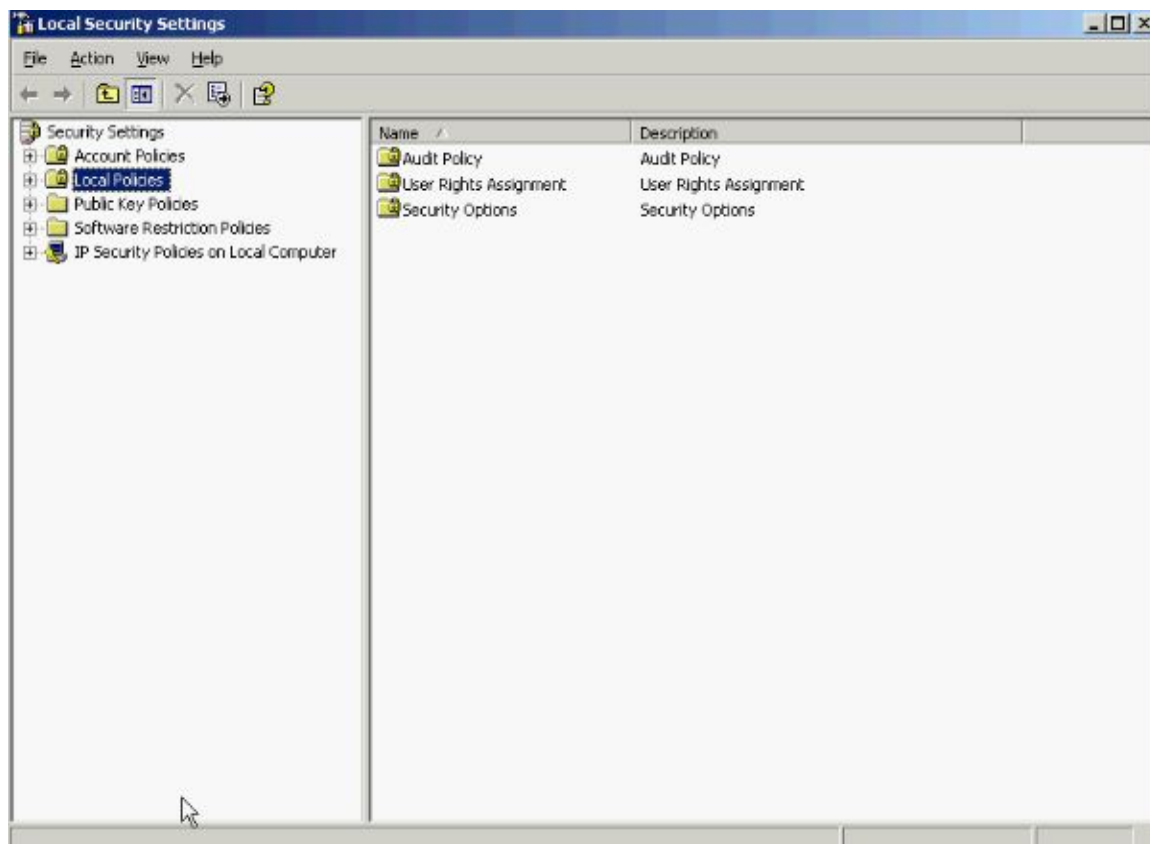 Local Security Settings
File Action View Help
Security Settings
Account Policies
Local Policies
Public Key Policies
Software Restriction Policies
IP Security Policies on Local Computer
Name Description
Audit Policy Audit Policy
User Rights Assignment User Rights Assignment
Security Options Security Options